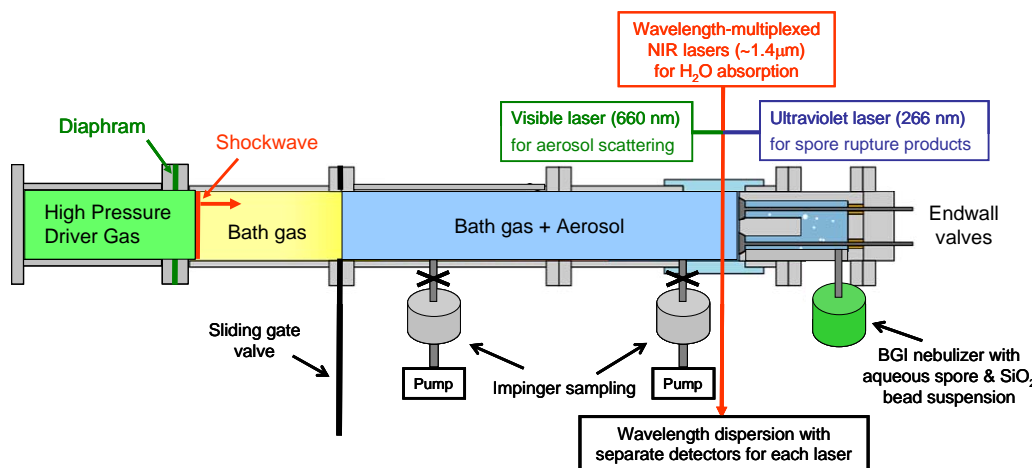 Wavelength-multiplexed
NIR lasers (~1.4µm)
for H₂O absorption
Visible laser (660 nm)
for aerosol scattering
Ultraviolet laser (266 nm)
for spore rupture products
Diaphram
Shockwave
High Pressure
Driver Gas
Bath gas
Bath gas + Aerosol
Endwall
valves
Sliding gate
valve
Pump
Impinger sampling
Pump
BGI nebulizer with
aqueous spore & SiO₂
bead suspension
Wavelength dispersion with
separate detectors for each laser